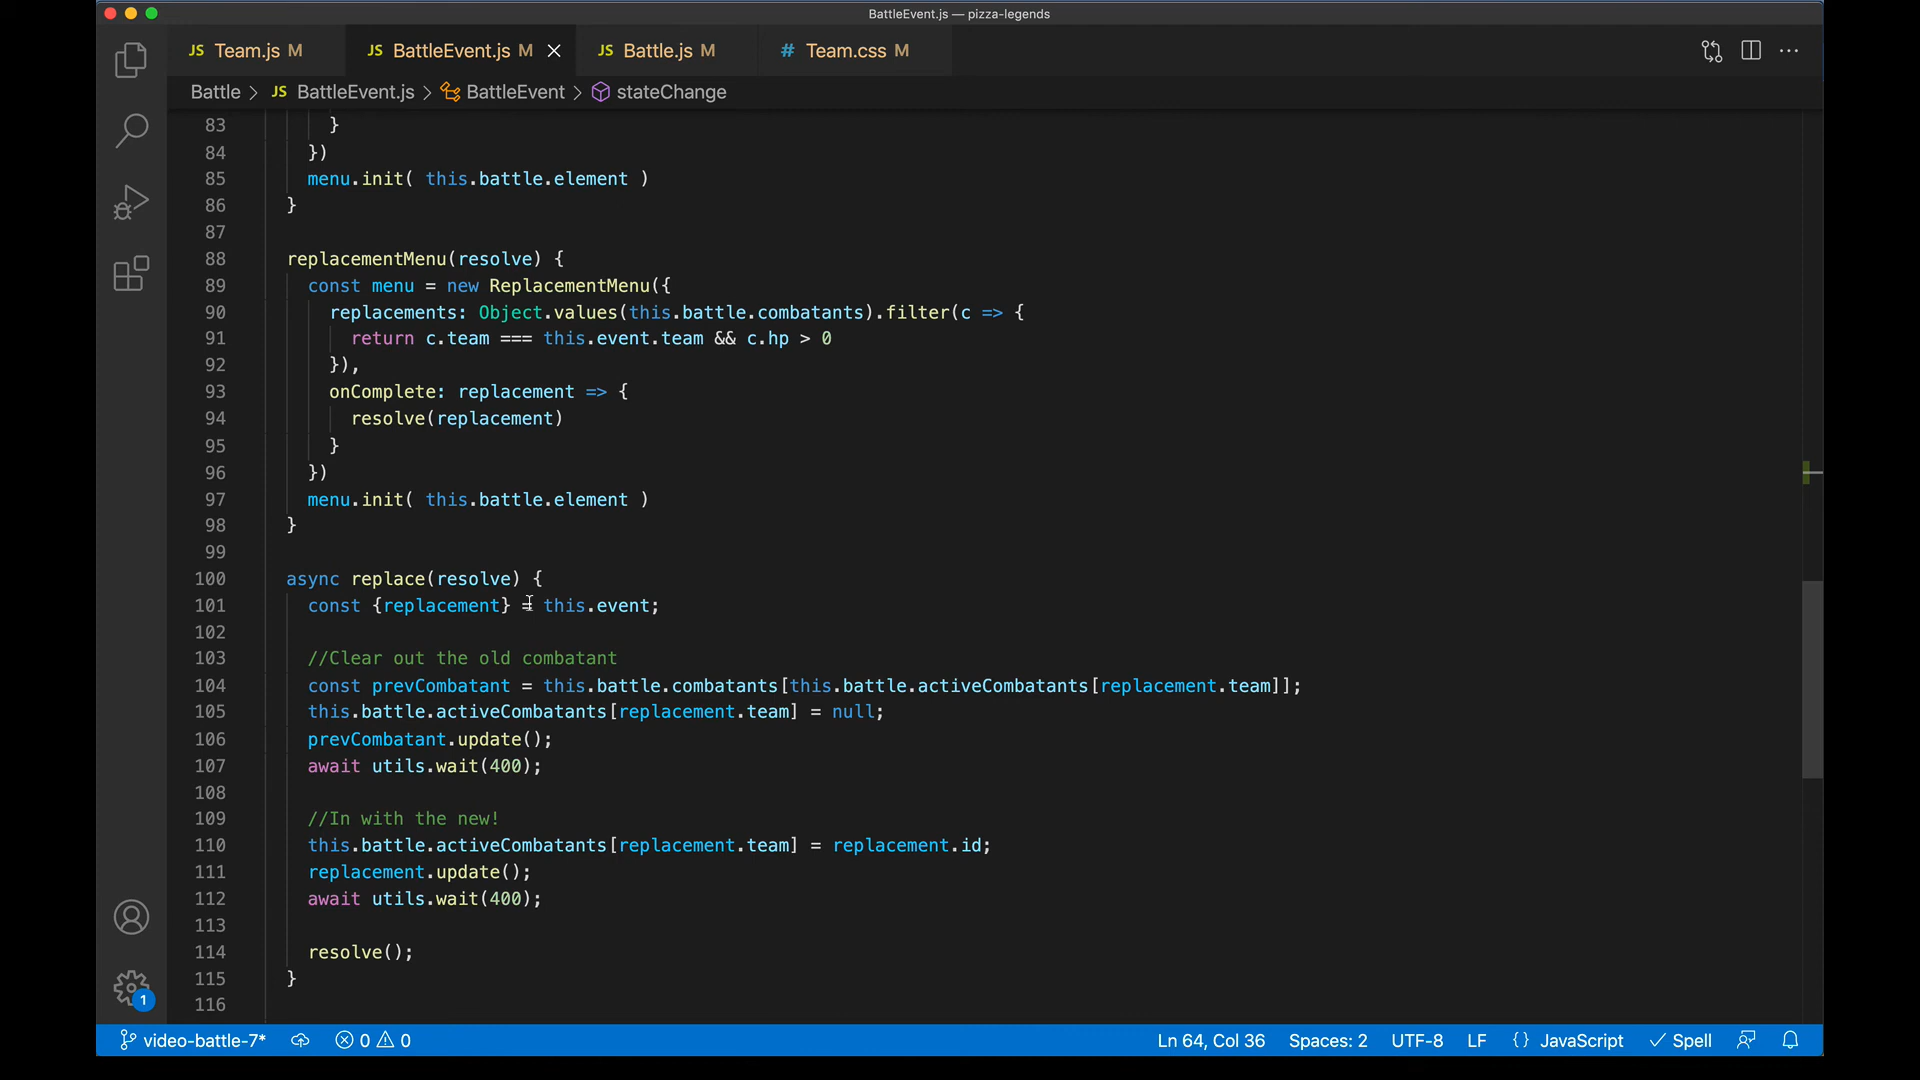 BattleEvent.js — pizza-legends
JS Team.js M JS BattleEvent.js M JS Battle.js M # Team.css M
Battle > JS BattleEvent.js > BattleEvent > stateChange
83 }
84 })
85 menu.init( this.battle.element )
86 }
87
88 replacementMenu(resolve) {
89 const menu = new ReplacementMenu({
90 replacements: Object.values(this.battle.combatants).filter(c => {
91 return c.team === this.event.team && c.hp > 0
92 }),
93 onComplete: replacement => {
94 resolve(replacement)
95 }
96 })
97 menu.init( this.battle.element )
98 }
99
100 async replace(resolve) {
101 const {replacement} = this.event;
102
103 //Clear out the old combatant
104 const prevCombatant = this.battle.combatants[this.battle.activeCombatants[replacement.team]];
105 this.battle.activeCombatants[replacement.team] = null;
106 prevCombatant.update();
107 await utils.wait(400);
108
109 //In with the new!
110 this.battle.activeCombatants[replacement.team] = replacement.id;
111 replacement.update();
112 await utils.wait(400);
113
114 resolve();
115 }
116
1
video-battle-7* 0 0 Ln 64, Col 36 Spaces: 2 UTF-8 LF {} JavaScript Spell